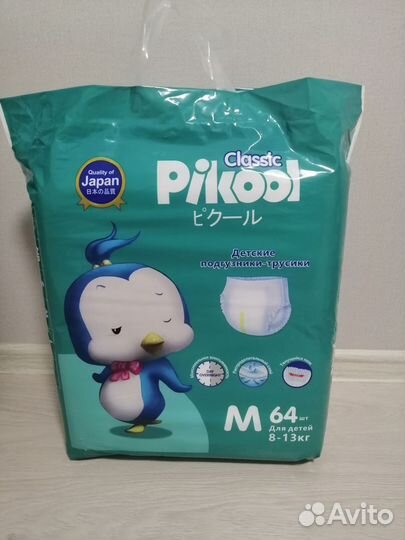 Quality of
Japan
日本の品質
Classic
Pikool
ピクール
Детские
подгузники-трусики
M 64 шт
Для детей
8-13кг
Avito